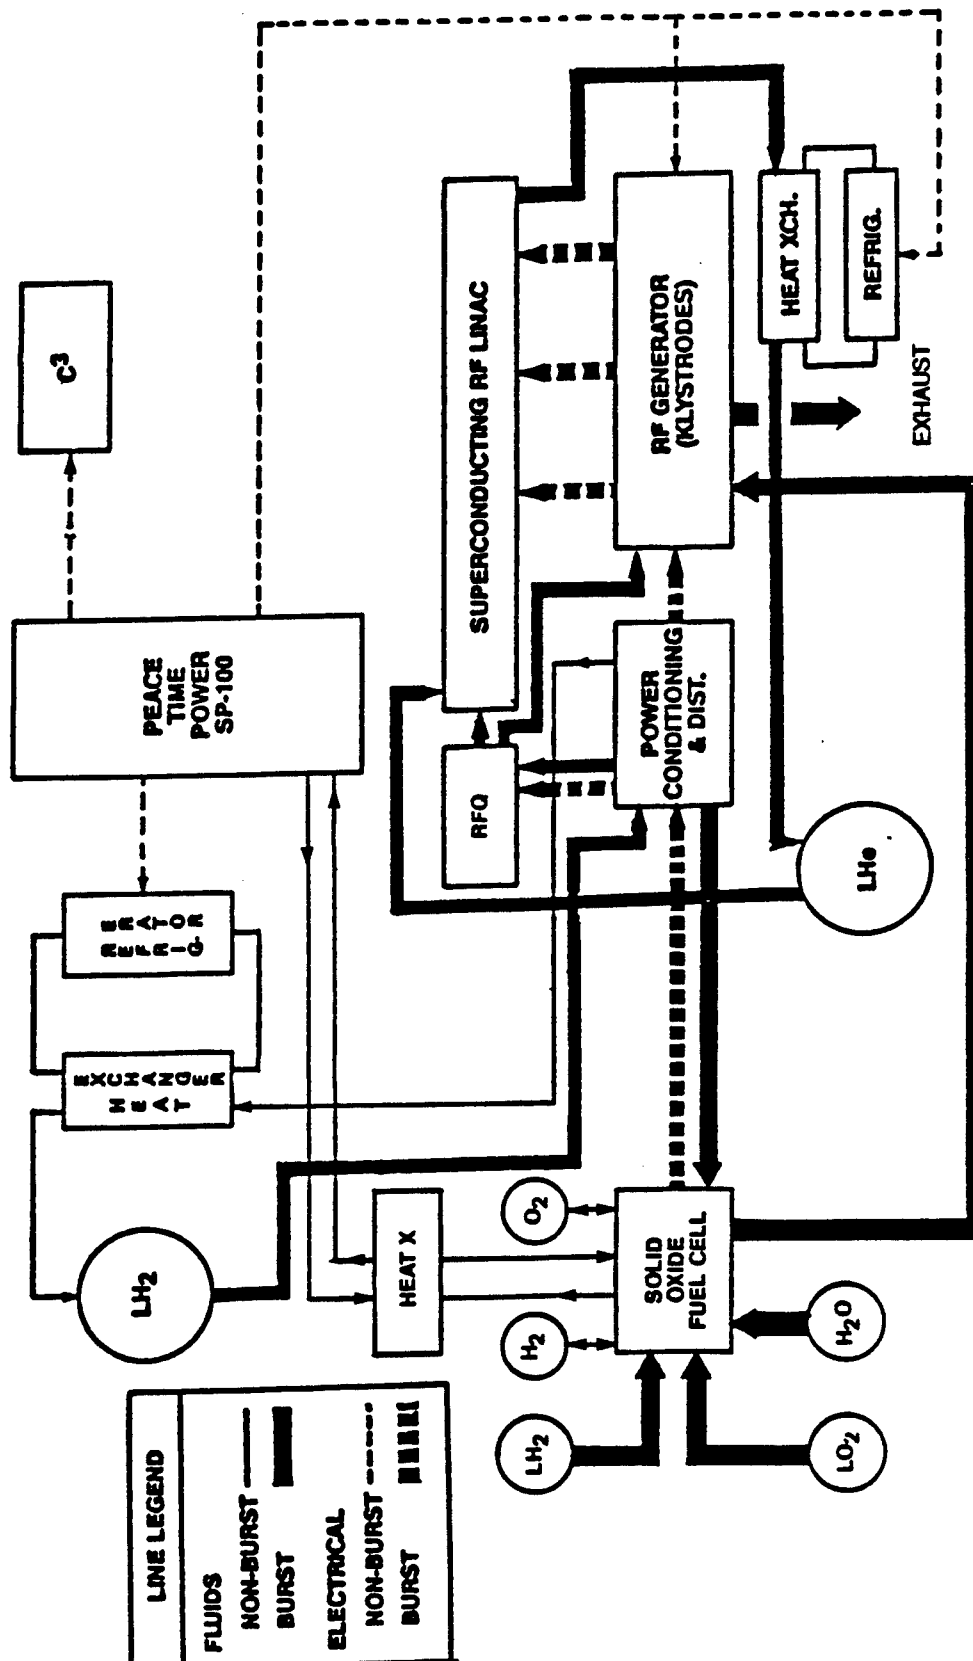 LINE LEGEND
FLUIDS
NON-BURST
BURST
ELECTRICAL
NON-BURST
BURST
LH2
HEAT
EXCHANGER
REFRIG-
ERATOR
PEACE
TIME
POWER
SP-100
C3
HEAT X
H2
O2
LH2
LO2
H2O
SOLID
OXIDE
FUEL CELL
RFQ
SUPERCONDUCTING RF LINAC
POWER
CONDITIONING
& DIST.
RF GENERATOR
(KLYSTRODES)
LHe
HEAT XCH.
REFRIG.
EXHAUST